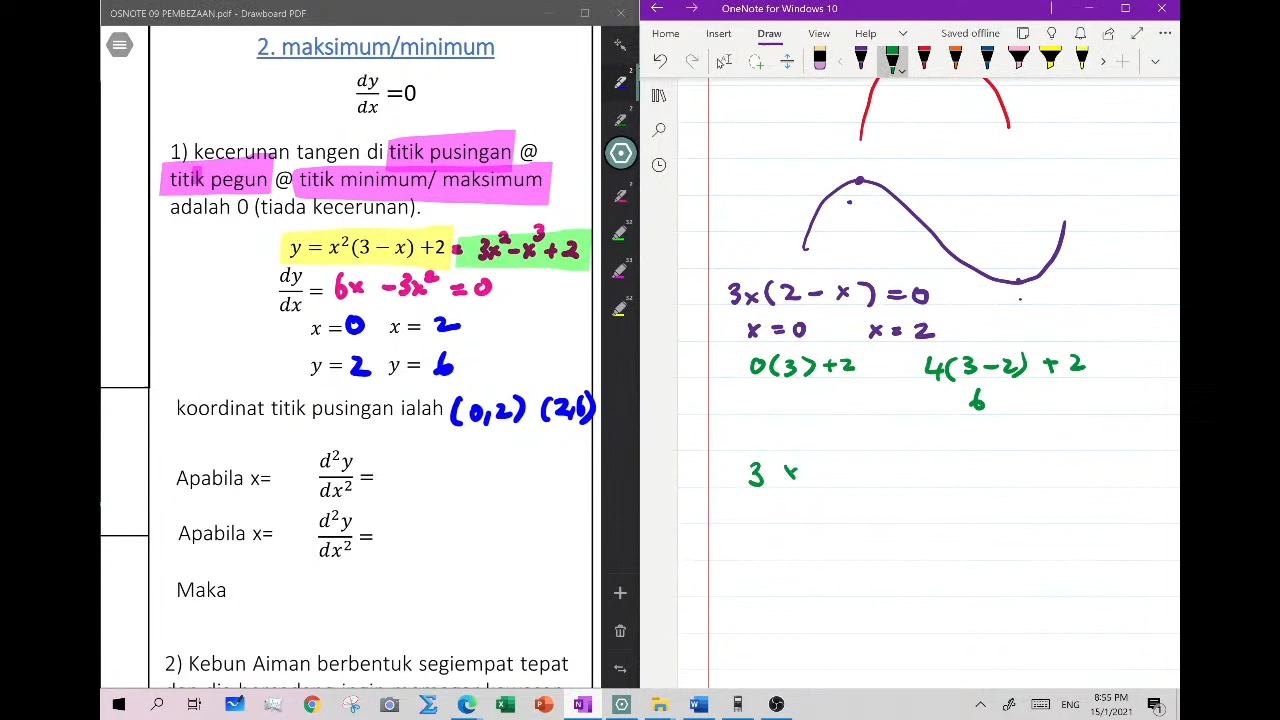 OSNOTE 09 PEMBEZAAN.pdf - Drawboard PDF
2. maksimum/minimum
dy/dx =0
1) kecerunan tangen di titik pusingan @
titik pegun @ titik minimum/ maksimum
adalah 0 (tiada kecerunan).
y = x²(3 − x) +2 = 3x² - x³ + 2
dy/dx = 6x - 3x² = 0
x = 0 x = 2
y = 2 y = 6
koordinat titik pusingan ialah (0,2) (2,6)
Apabila x= d²y/dx² =
Apabila x= d²y/dx² =
Maka
2) Kebun Aiman berbentuk segiempat tepat
OneNote for Windows 10
Home Insert Draw View Help Saved offline
3x(2 - x) = 0
x = 0 x = 2
0(3) + 2 4(3 - 2) + 2
6
3 x
8:55 PM
15/1/2021